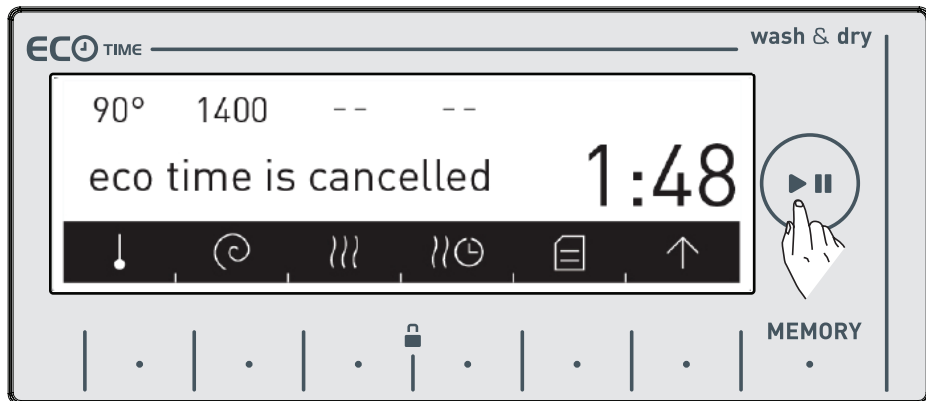 ECO TIME
wash & dry
90° 1400 -- --
eco time is cancelled 1:48
MEMORY